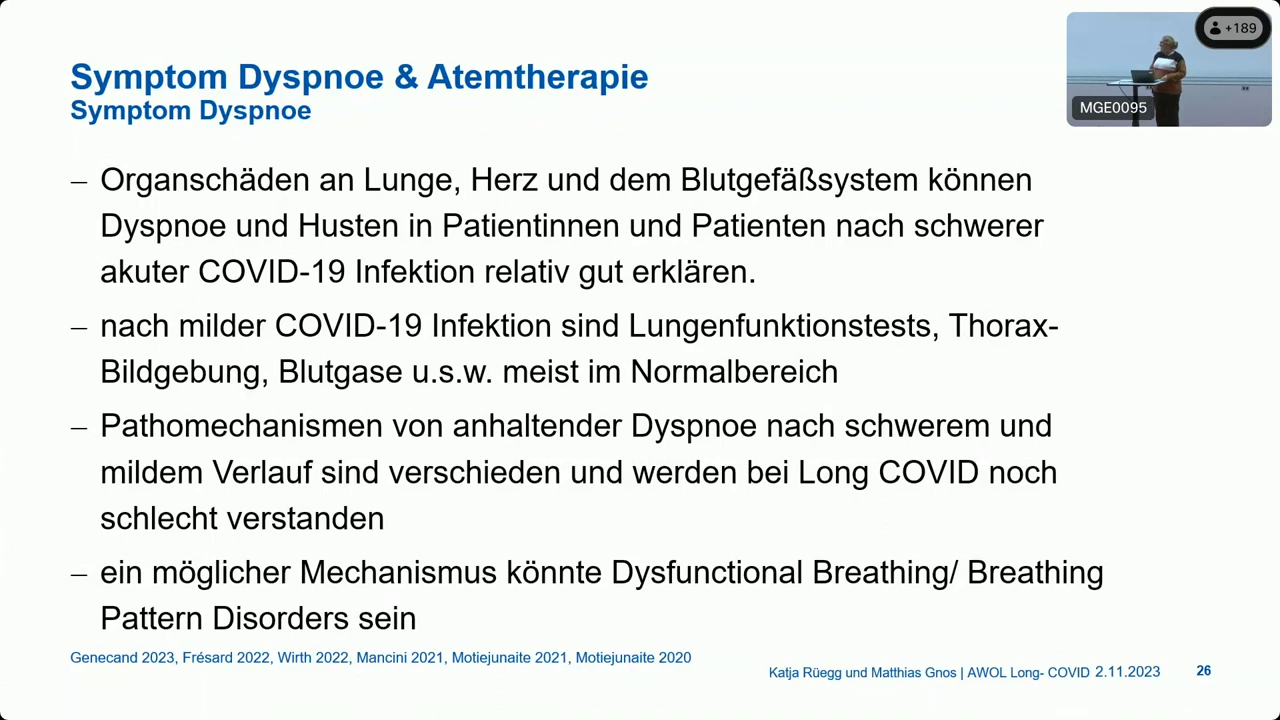 +189
MGE0095
Symptom Dyspnoe & Atemtherapie
Symptom Dyspnoe
– Organschäden an Lunge, Herz und dem Blutgefäßsystem können
Dyspnoe und Husten in Patientinnen und Patienten nach schwerer
akuter COVID-19 Infektion relativ gut erklären.
– nach milder COVID-19 Infektion sind Lungenfunktionstests, Thorax-
Bildgebung, Blutgase u.s.w. meist im Normalbereich
– Pathomechanismen von anhaltender Dyspnoe nach schwerem und
mildem Verlauf sind verschieden und werden bei Long COVID noch
schlecht verstanden
– ein möglicher Mechanismus könnte Dysfunctional Breathing/ Breathing
Pattern Disorders sein
Genecand 2023, Frésard 2022, Wirth 2022, Mancini 2021, Motiejunaite 2021, Motiejunaite 2020
Katja Rüegg und Matthias Gnos | AWOL Long- COVID 2.11.2023 26